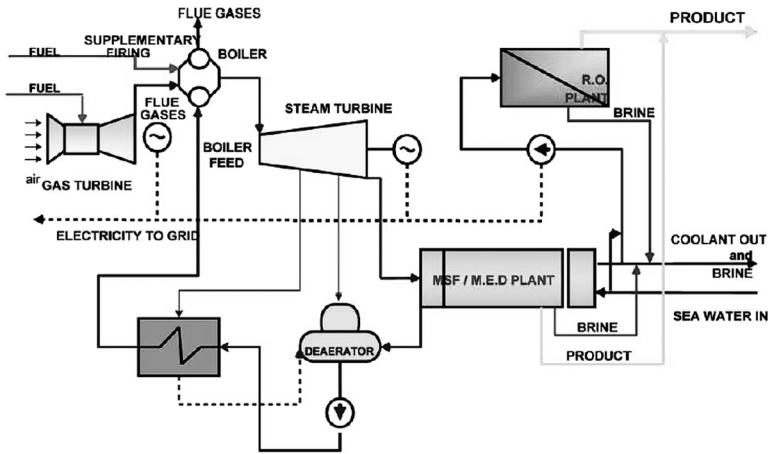 FLUE GASES
PRODUCT
SUPPLEMENTARY
FIRING
BOILER
FUEL
FUEL
FLUE
GASES
R.O.
PLANT
BRINE
STEAM TURBINE
BOILER
FEED
air
GAS TURBINE
ELECTRICITY TO GRID
COOLANT OUT
and
BRINE
MSF / M.E.D PLANT
SEA WATER IN
BRINE
DEAERATOR
PRODUCT